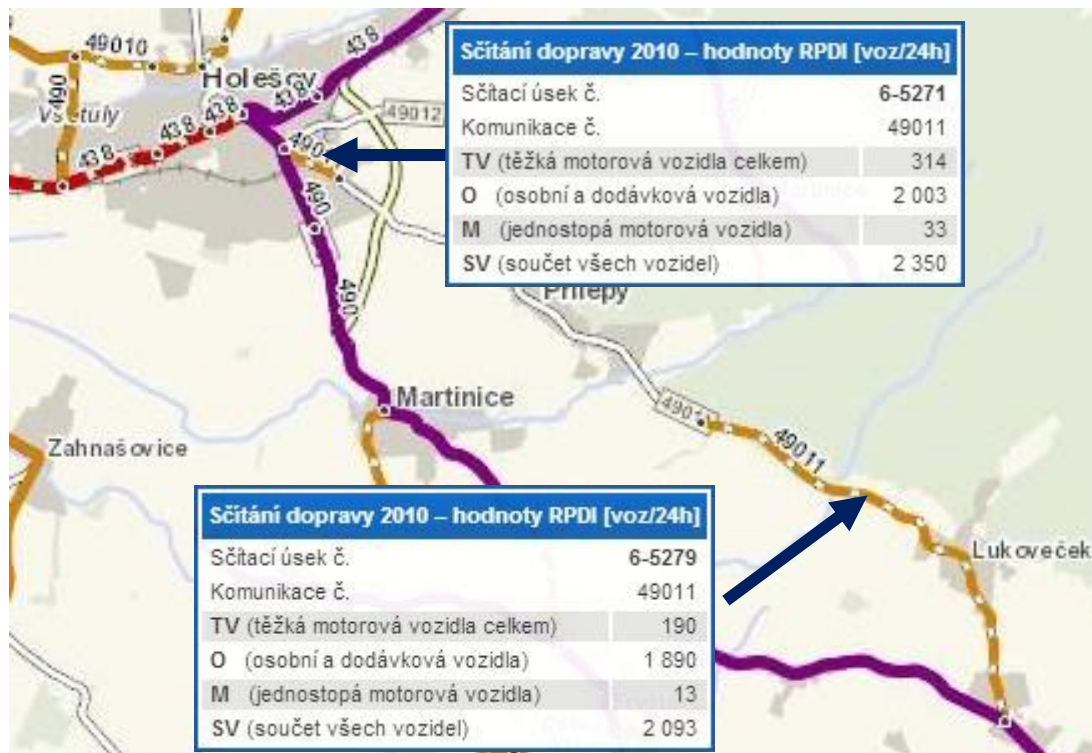 49010
490
Holešov
Všetuly
438
438
438
438
438
49012
490
490
Sčítání dopravy 2010 – hodnoty RPDI [voz/24h]
Sčítací úsek č. 6-5271
Komunikace č. 49011
TV (těžká motorová vozidla celkem) 314
O (osobní a dodávková vozidla) 2 003
M (jednostopá motorová vozidla) 33
SV (součet všech vozidel) 2 350
Přílepy
Martinice
Zahnašovice
49011
Lukoveček
Sčítání dopravy 2010 – hodnoty RPDI [voz/24h]
Sčítací úsek č. 6-5279
Komunikace č. 49011
TV (těžká motorová vozidla celkem) 190
O (osobní a dodávková vozidla) 1 890
M (jednostopá motorová vozidla) 13
SV (součet všech vozidel) 2 093